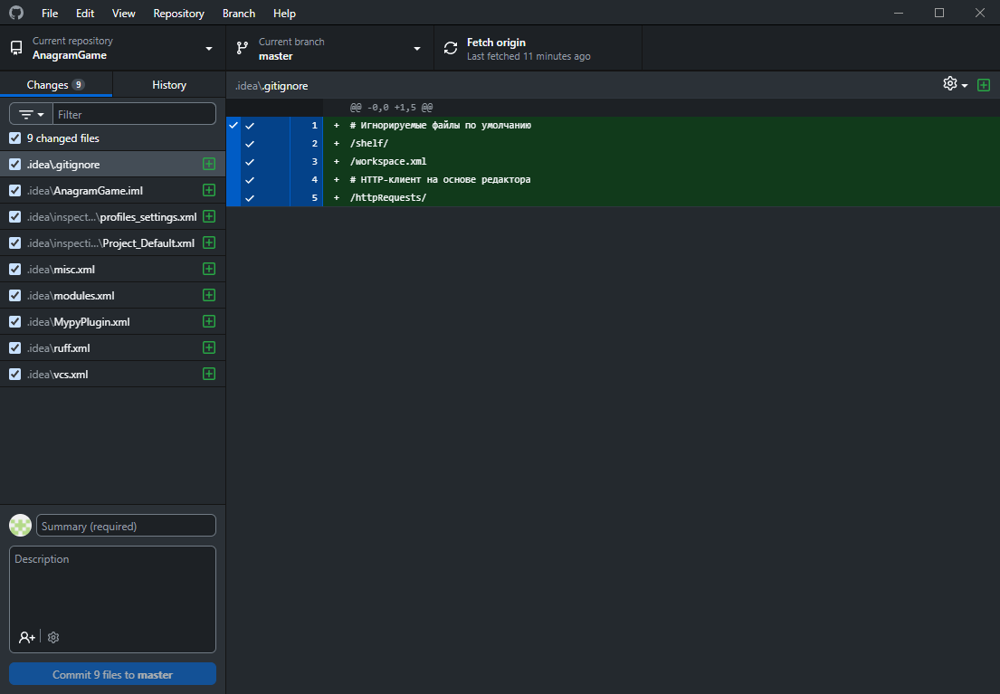 File Edit View Repository Branch Help
Current repository
AnagramGame
Current branch
master
Fetch origin
Last fetched 11 minutes ago
Changes 9
History
Filter
9 changed files
.idea\.gitignore
.idea\AnagramGame.iml
.idea\inspect...\profiles_settings.xml
.idea\inspecti...\Project_Default.xml
.idea\misc.xml
.idea\modules.xml
.idea\MypyPlugin.xml
.idea\ruff.xml
.idea\vcs.xml
Summary (required)
Description
Commit 9 files to master
.idea\.gitignore
@@ -0,0 +1,5 @@
1 + # Игнорируемые файлы по умолчанию
2 + /shelf/
3 + /workspace.xml
4 + # HTTP-клиент на основе редактора
5 + /httpRequests/